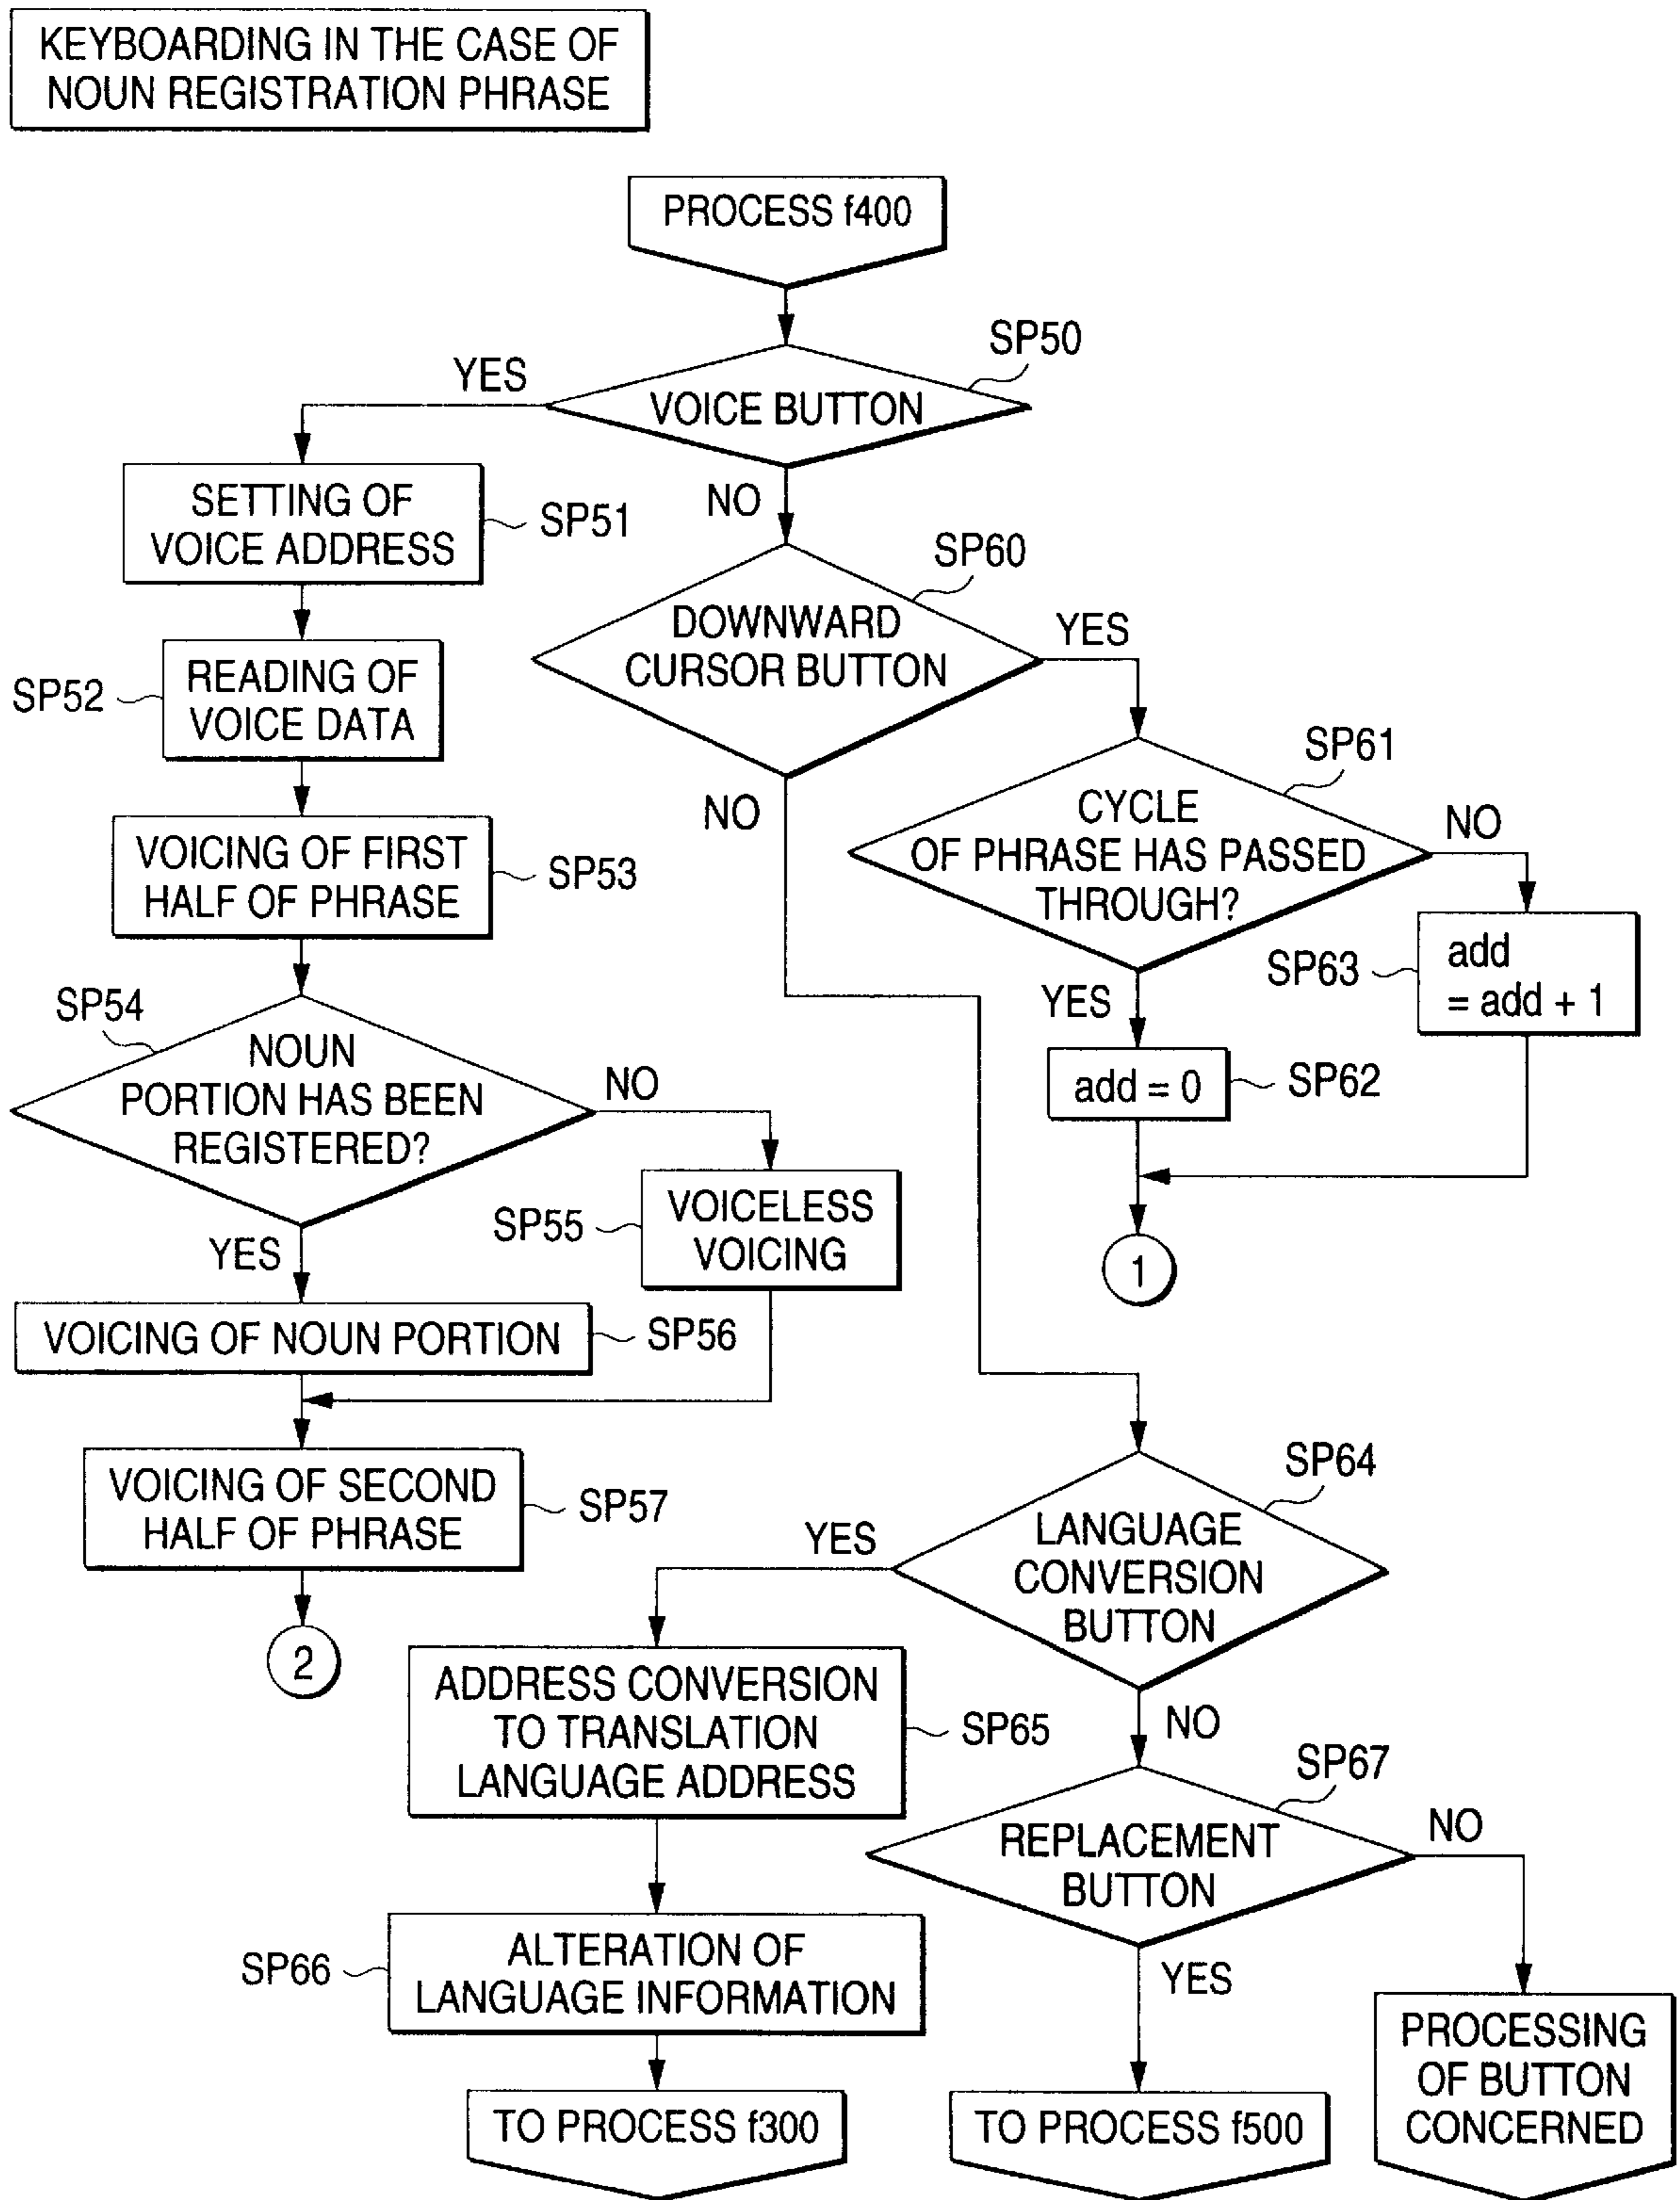 KEYBOARDING IN THE CASE OF
NOUN REGISTRATION PHRASE
PROCESS f400
SP50
YES
VOICE BUTTON
NO
SETTING OF
VOICE ADDRESS
SP51
SP60
DOWNWARD
CURSOR BUTTON
YES
NO
SP52
READING OF
VOICE DATA
SP61
CYCLE
OF PHRASE HAS PASSED
THROUGH?
NO
YES
VOICING OF FIRST
HALF OF PHRASE
SP53
SP63
add
= add + 1
add = 0
SP62
1
SP54
NOUN
PORTION HAS BEEN
REGISTERED?
NO
YES
SP55
VOICELESS
VOICING
VOICING OF NOUN PORTION
SP56
VOICING OF SECOND
HALF OF PHRASE
SP57
2
SP64
LANGUAGE
CONVERSION
BUTTON
YES
NO
ADDRESS CONVERSION
TO TRANSLATION
LANGUAGE ADDRESS
SP65
SP67
REPLACEMENT
BUTTON
NO
YES
SP66
ALTERATION OF
LANGUAGE INFORMATION
TO PROCESS f300
TO PROCESS f500
PROCESSING
OF BUTTON
CONCERNED